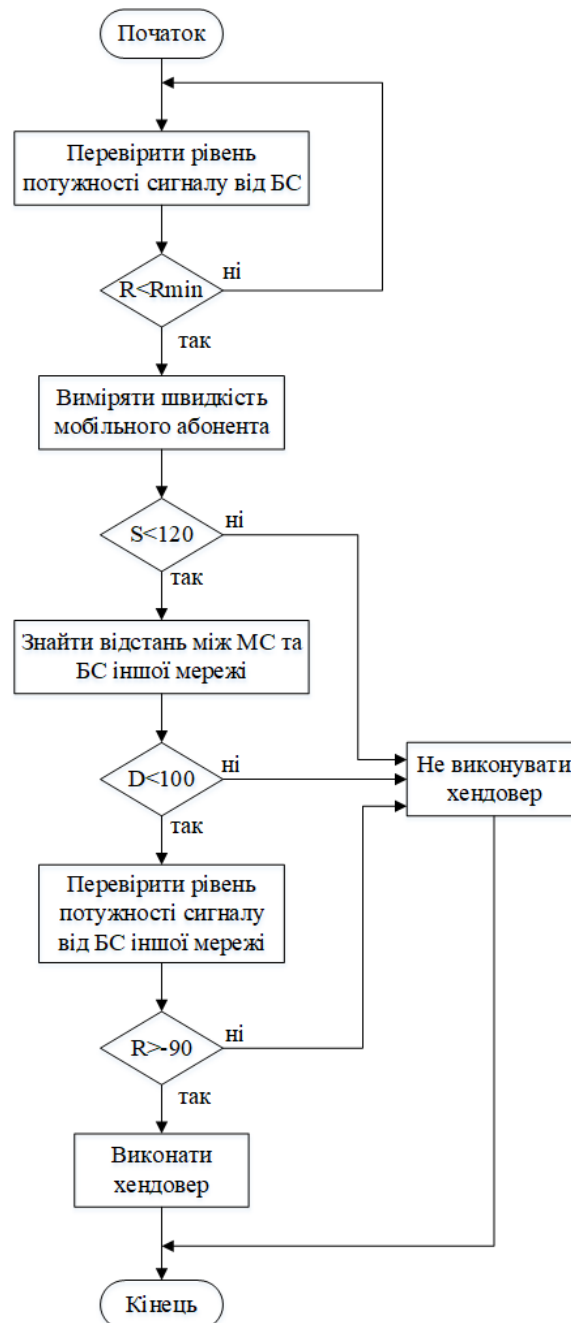 Початок
Перевірити рівень
потужності сигналу від БС
R<Rmin
ні
так
Виміряти швидкість
мобільного абонента
S<120
ні
так
Знайти відстань між МС та
БС іншої мережі
D<100
ні
так
Не виконувати
хендовер
Перевірити рівень
потужності сигналу
від БС іншої мережі
R>-90
ні
так
Виконати
хендовер
Кінець